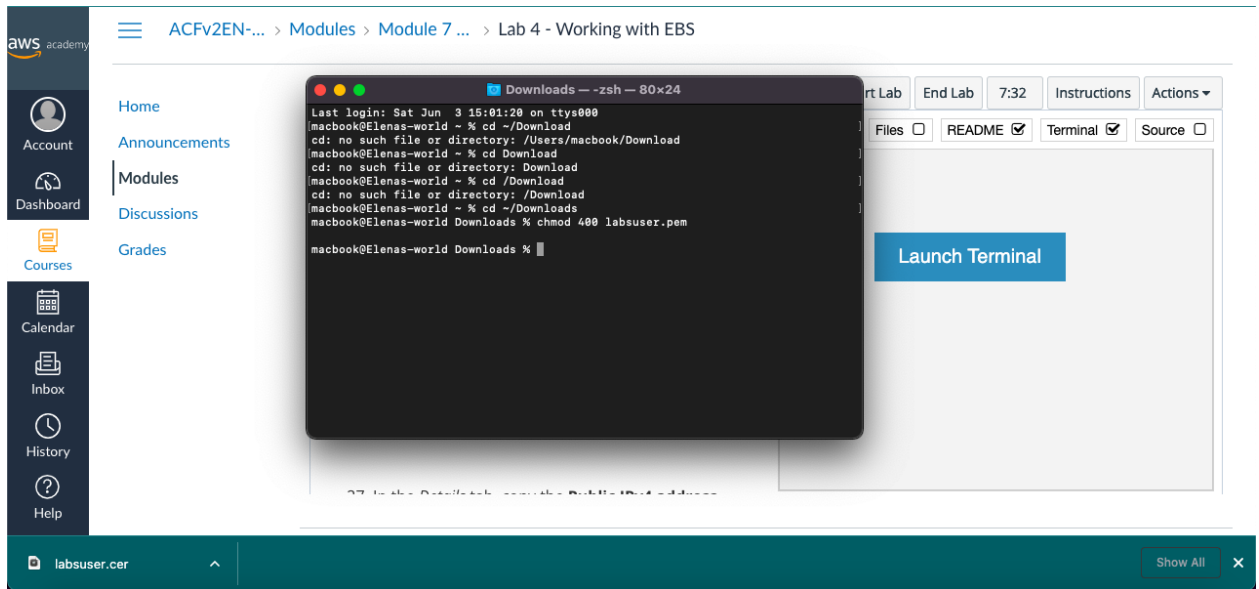 aws academy
ACFv2EN-... > Modules > Module 7 ... > Lab 4 - Working with EBS
Account
Dashboard
Courses
Calendar
Inbox
History
Help
Home
Announcements
Modules
Discussions
Grades
Downloads — -zsh — 80×24
Last login: Sat Jun  3 15:01:20 on ttys000
[macbook@Elenas-world ~ % cd ~/Download ]
cd: no such file or directory: /Users/macbook/Download
[macbook@Elenas-world ~ % cd Download ]
cd: no such file or directory: Download
[macbook@Elenas-world ~ % cd /Download ]
cd: no such file or directory: /Download
[macbook@Elenas-world ~ % cd ~/Downloads ]
macbook@Elenas-world Downloads % chmod 400 labsuser.pem
macbook@Elenas-world Downloads %
rt Lab End Lab 7:32 Instructions Actions
Files README Terminal Source
Launch Terminal
27. In the Details tab, copy the Public IPv4 address
labsuser.cer
Show All